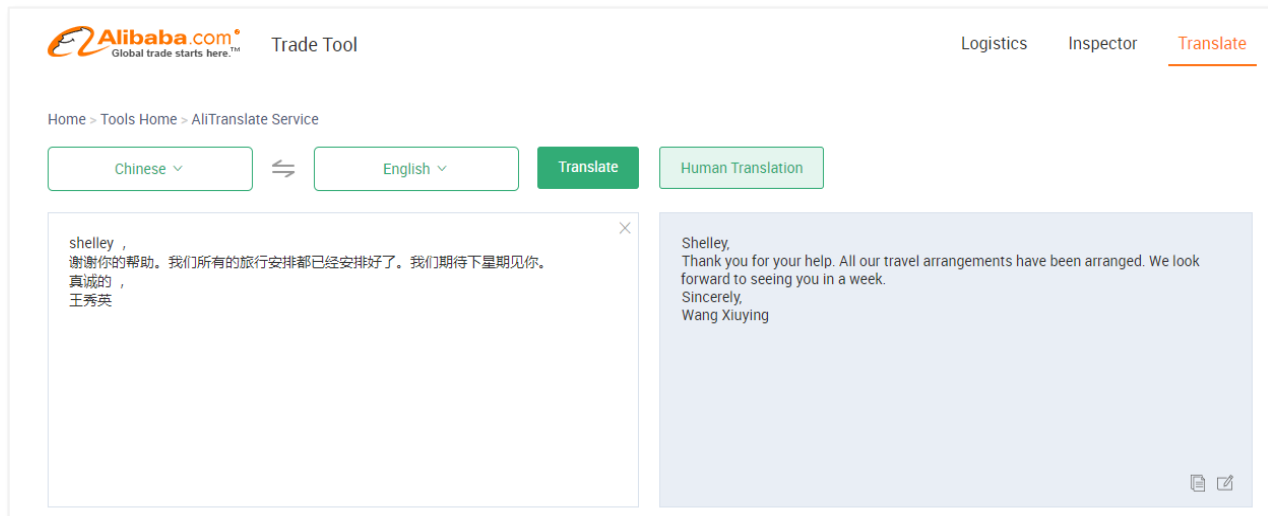 Alibaba.com
Global trade starts here.™
Trade Tool
Logistics
Inspector
Translate
Home > Tools Home > AliTranslate Service
Chinese
English
Translate
Human Translation
shelley ，
谢谢你的帮助。我们所有的旅行安排都已经安排好了。我们期待下星期见你。
真诚的 ，
王秀英
Shelley,
Thank you for your help. All our travel arrangements have been arranged. We look
forward to seeing you in a week.
Sincerely,
Wang Xiuying